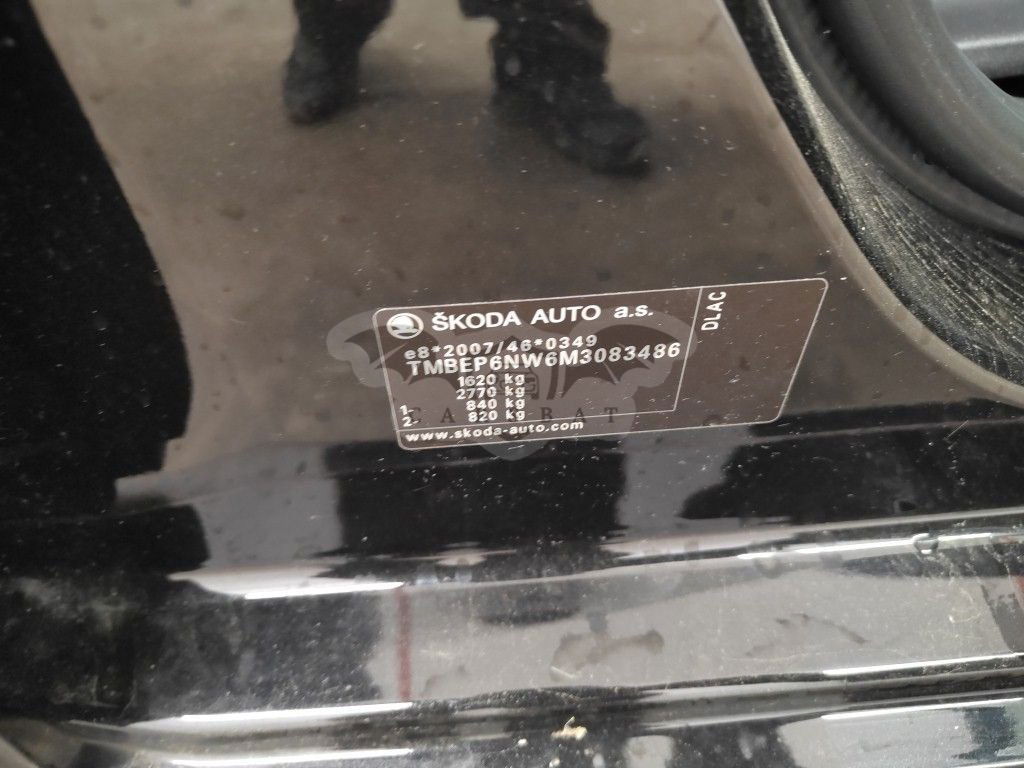 ŠKODA AUTO a.s.
e8*2007/46*0349
TMBEP6NW6M3083486
1620 kg
2770 kg
1- 840 kg
2- 820 kg
www.skoda-auto.com
DLAC